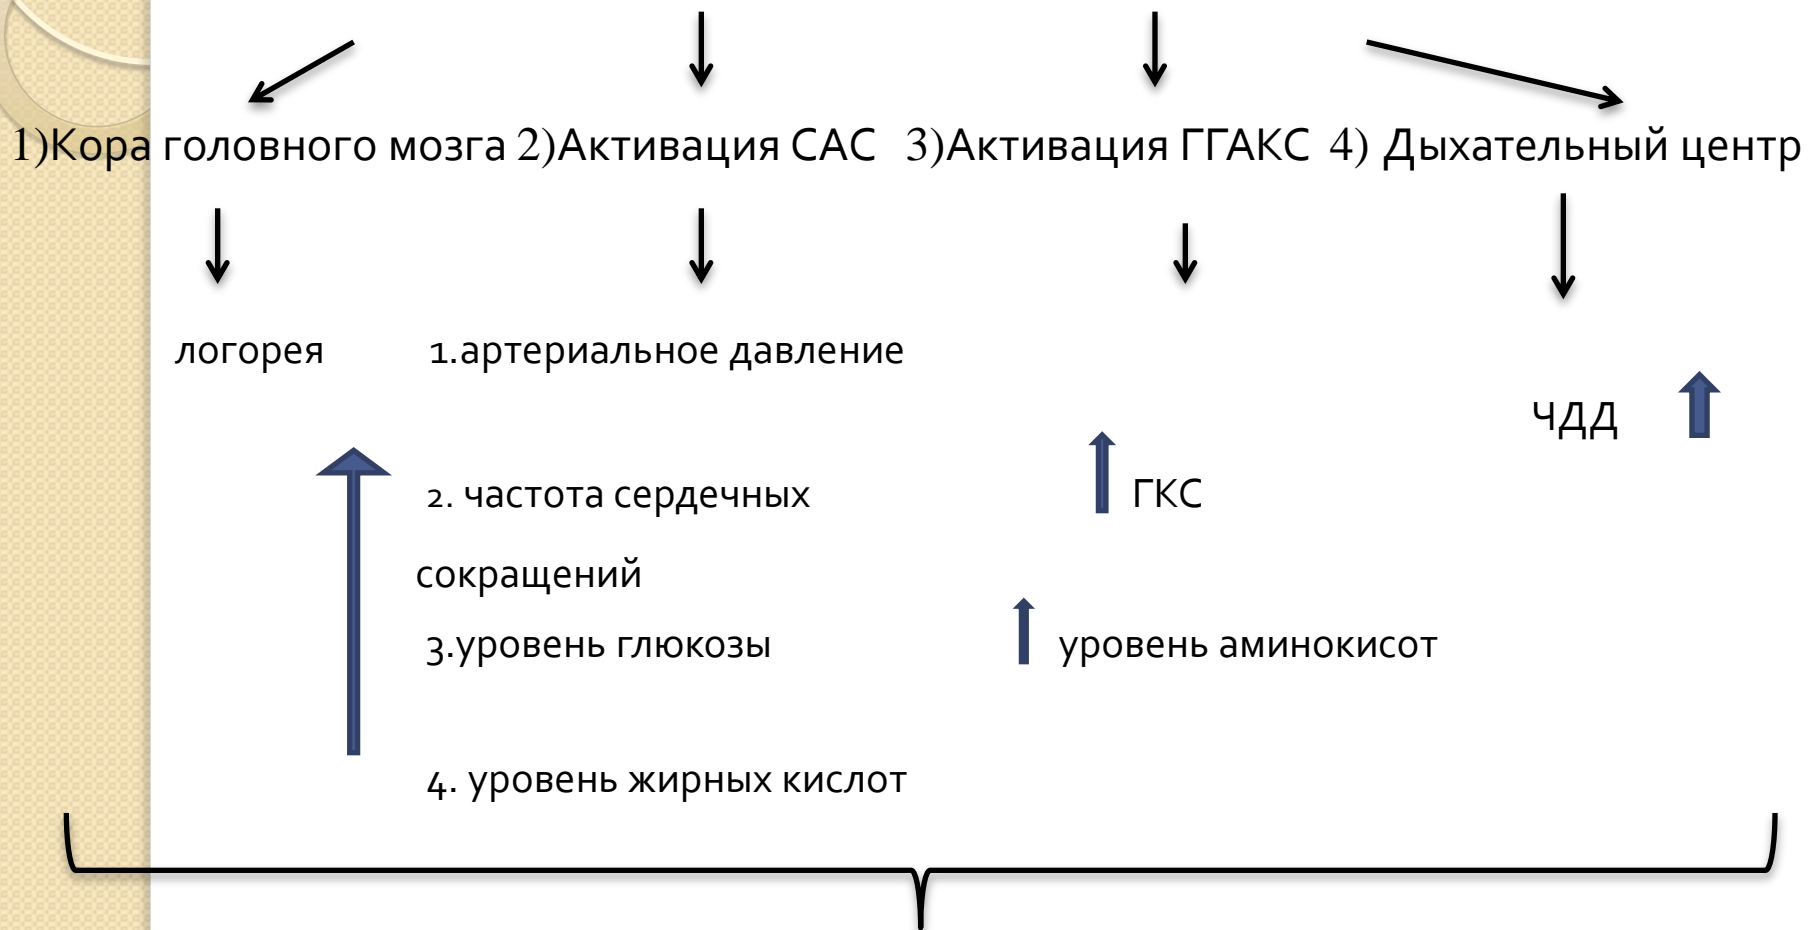 1)Кора головного мозга 2)Активация САС 3)Активация ГГАКС 4) Дыхательный центр
логорея 1.артериальное давление
ЧДД
2. частота сердечных ГКС
сокращений
3.уровень глюкозы уровень аминокисот
4. уровень жирных кислот